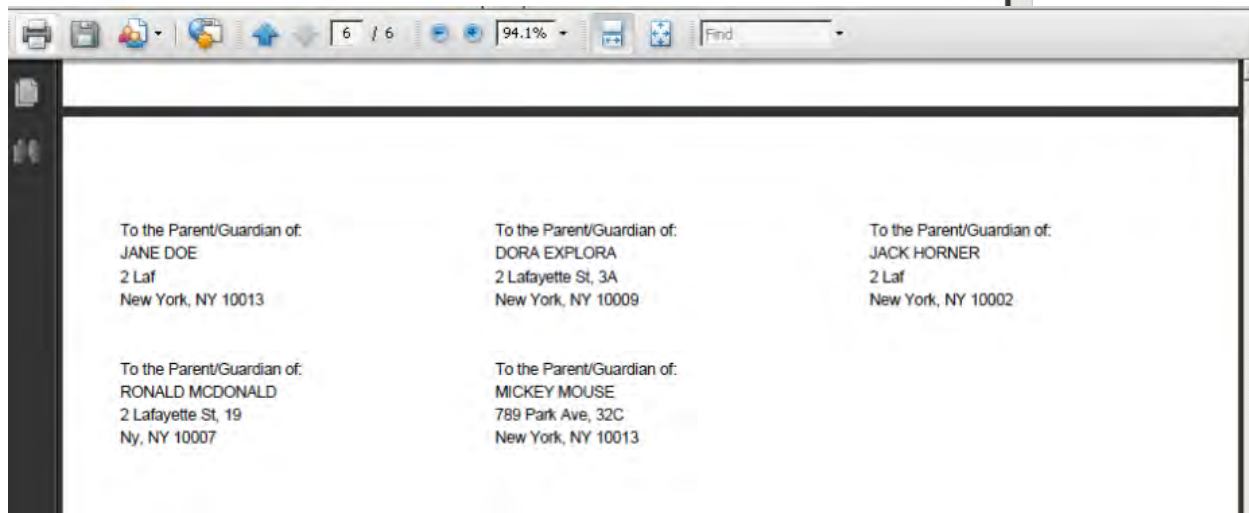 6 / 6
94.1%
Find
To the Parent/Guardian of:
JANE DOE
2 Laf
New York, NY 10013
To the Parent/Guardian of:
DORA EXPLORA
2 Lafayette St, 3A
New York, NY 10009
To the Parent/Guardian of:
JACK HORNER
2 Laf
New York, NY 10002
To the Parent/Guardian of:
RONALD MCDONALD
2 Lafayette St, 19
Ny, NY 10007
To the Parent/Guardian of:
MICKEY MOUSE
789 Park Ave, 32C
New York, NY 10013